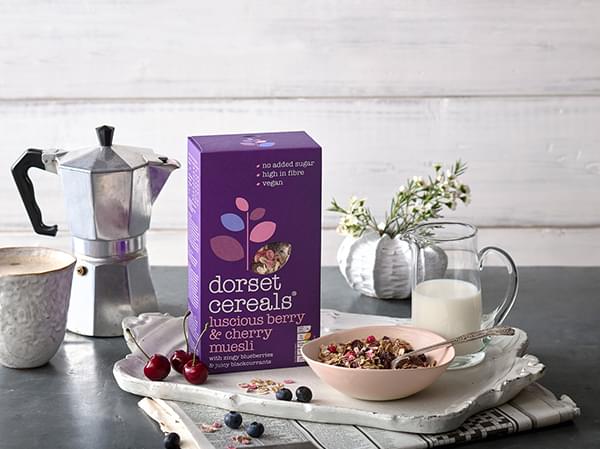 no added sugar
high in fibre
vegan
dorset
cereals®
luscious berry
& cherry
muesli
with zingy blueberries
& juicy blackcurrants